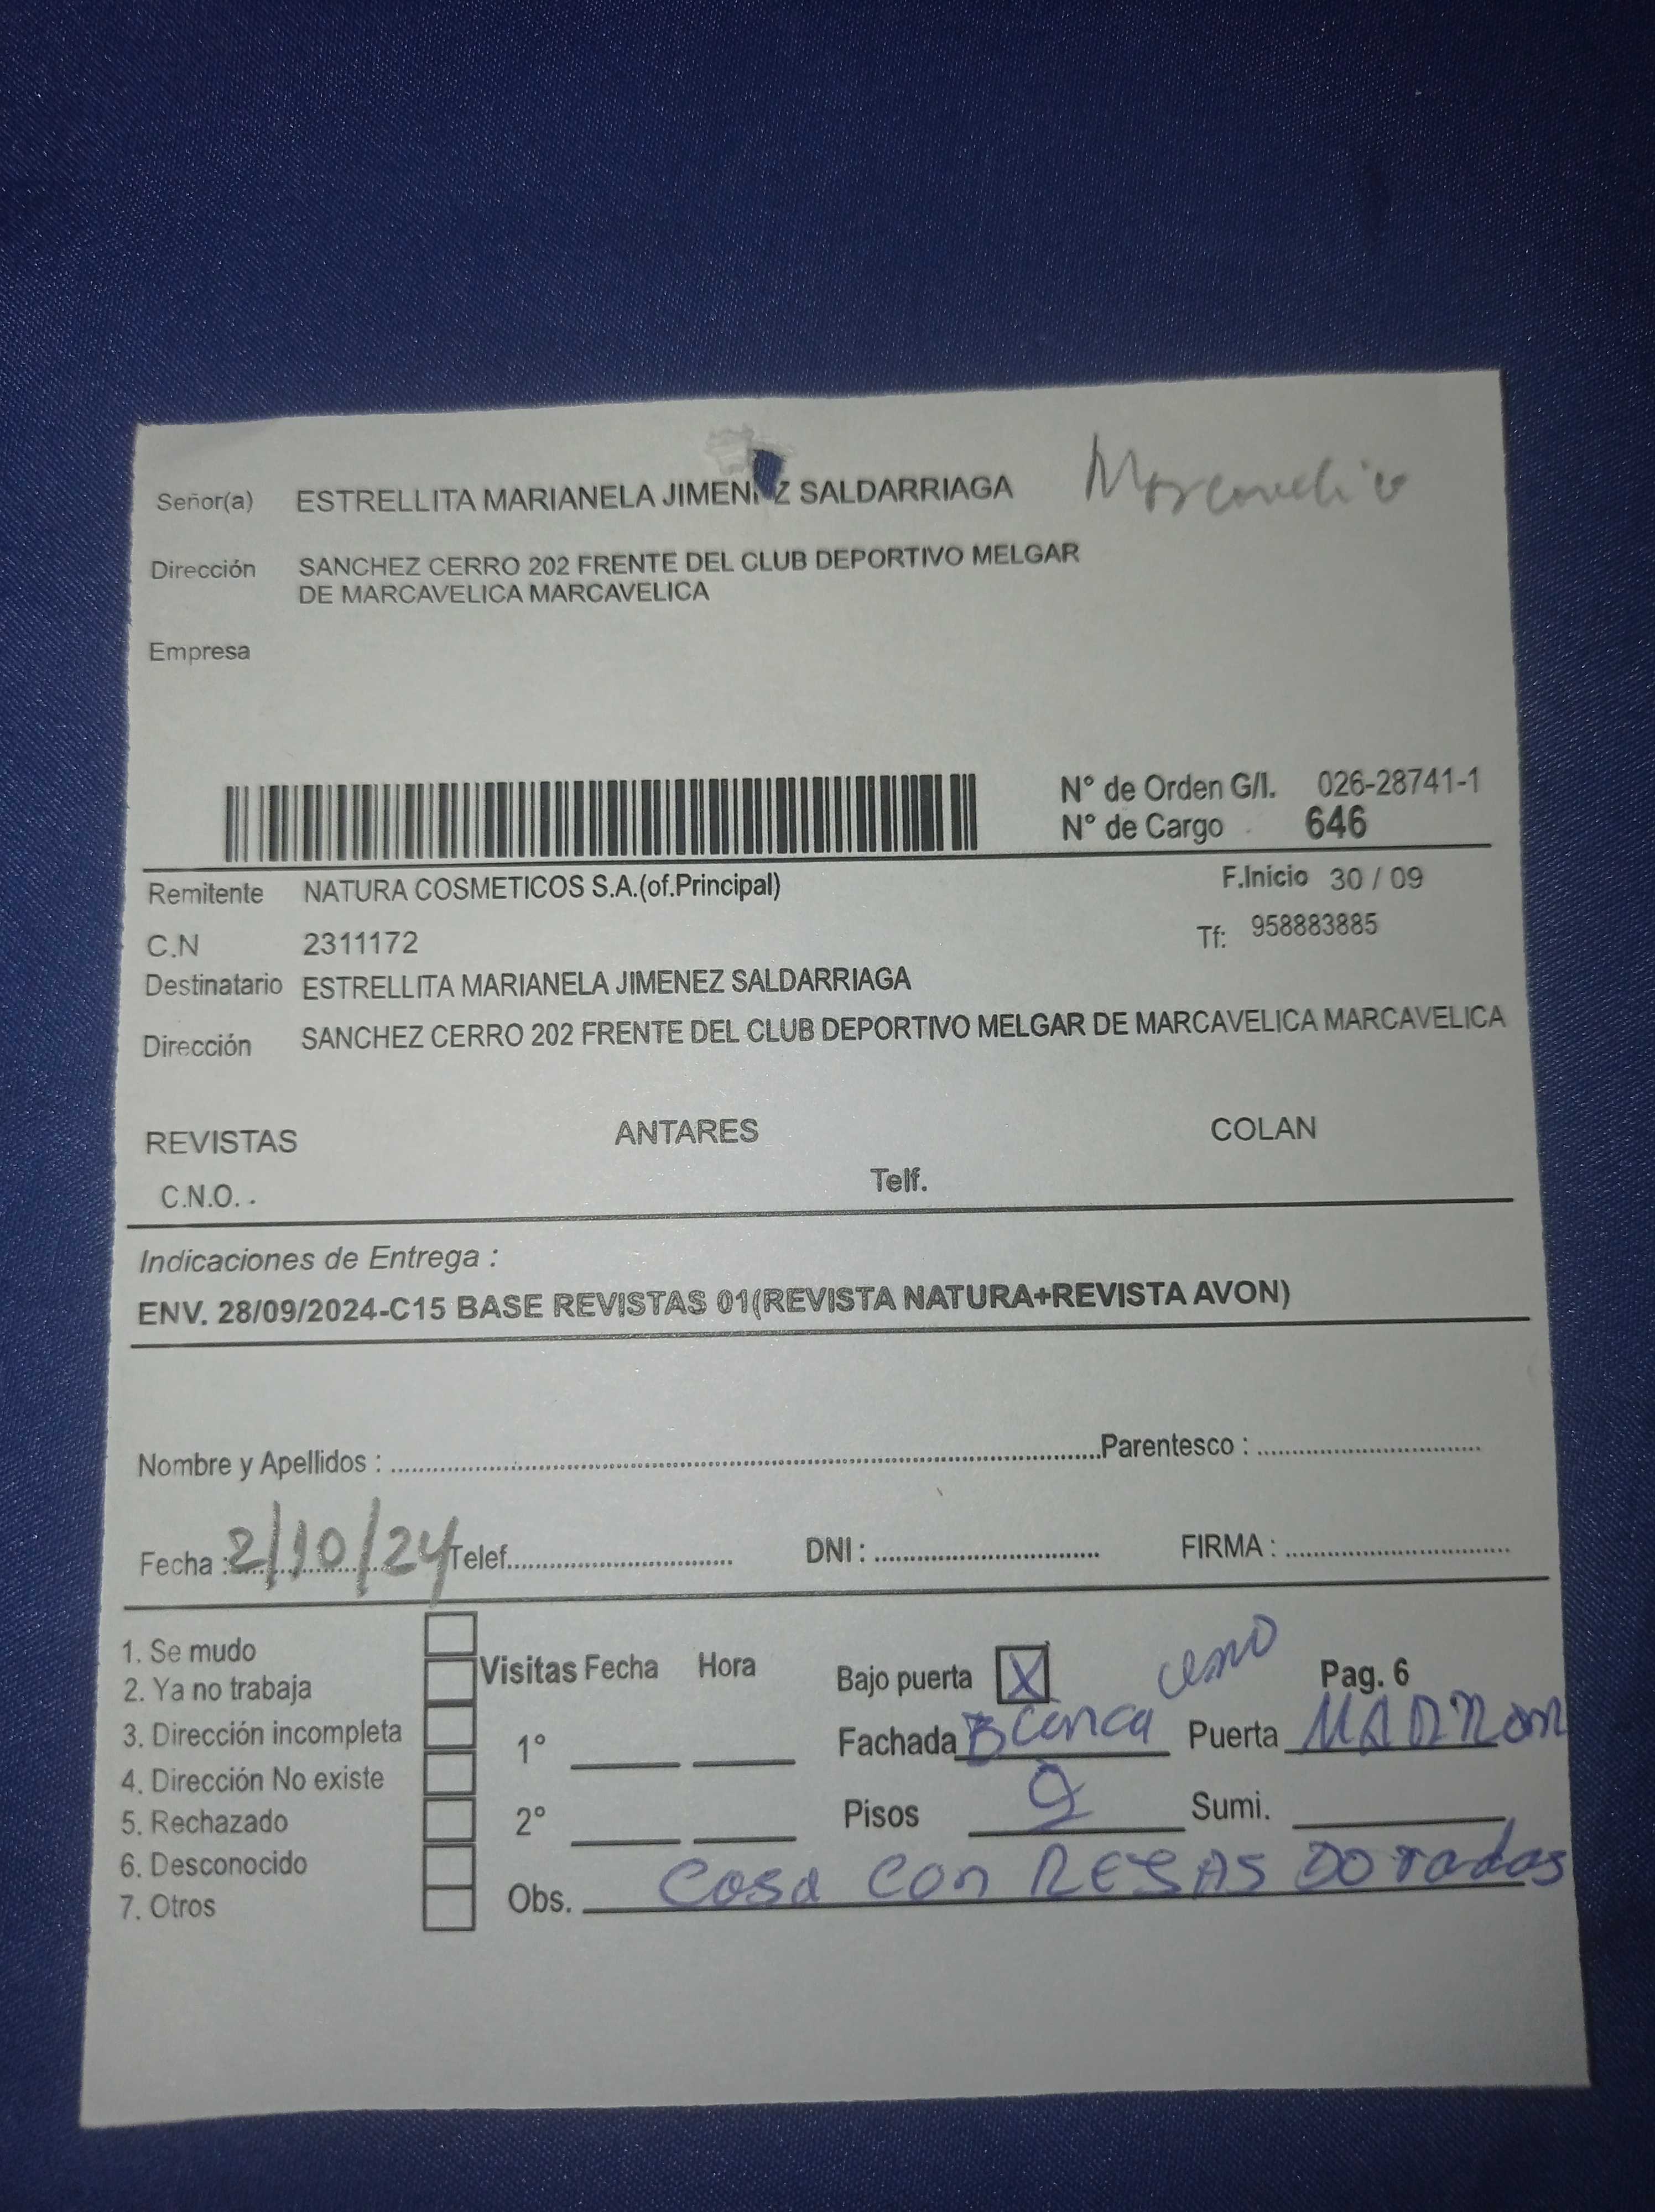 Señor(a) ESTRELLITA MARIANELA JIMEN Z SALDARRIAGA
Dirección SANCHEZ CERRO 202 FRENTE DEL CLUB DEPORTIVO MELGAR
DE MARCAVELICA MARCAVELICA
Empresa
N° de Orden G/I. 026-28741-1
N° de Cargo 646
Remitente NATURA COSMETICOS S.A.(of.Principal) F.Inicio 30 / 09
C.N 2311172 Tf: 958883885
Destinatario ESTRELLITA MARIANELA JIMENEZ SALDARRIAGA
Dirección SANCHEZ CERRO 202 FRENTE DEL CLUB DEPORTIVO MELGAR DE MARCAVELICA MARCAVELICA
REVISTAS ANTARES COLAN
C.N.O. . Telf.
Indicaciones de Entrega :
ENV. 28/09/2024-C15 BASE REVISTAS 01(REVISTA NATURA+REVISTA AVON)
Nombre y Apellidos : Parentesco :
Fecha : 2/10/24 Telef. DNI : FIRMA :
1. Se mudo
2. Ya no trabaja
3. Dirección incompleta
4. Dirección No existe
5. Rechazado
6. Desconocido
7. Otros
Visitas Fecha Hora Bajo puerta X Pag. 6
1° Fachada Blanca Puerta MARRom
2° Pisos Sumi.
Obs. Casa con RESAS Doradas